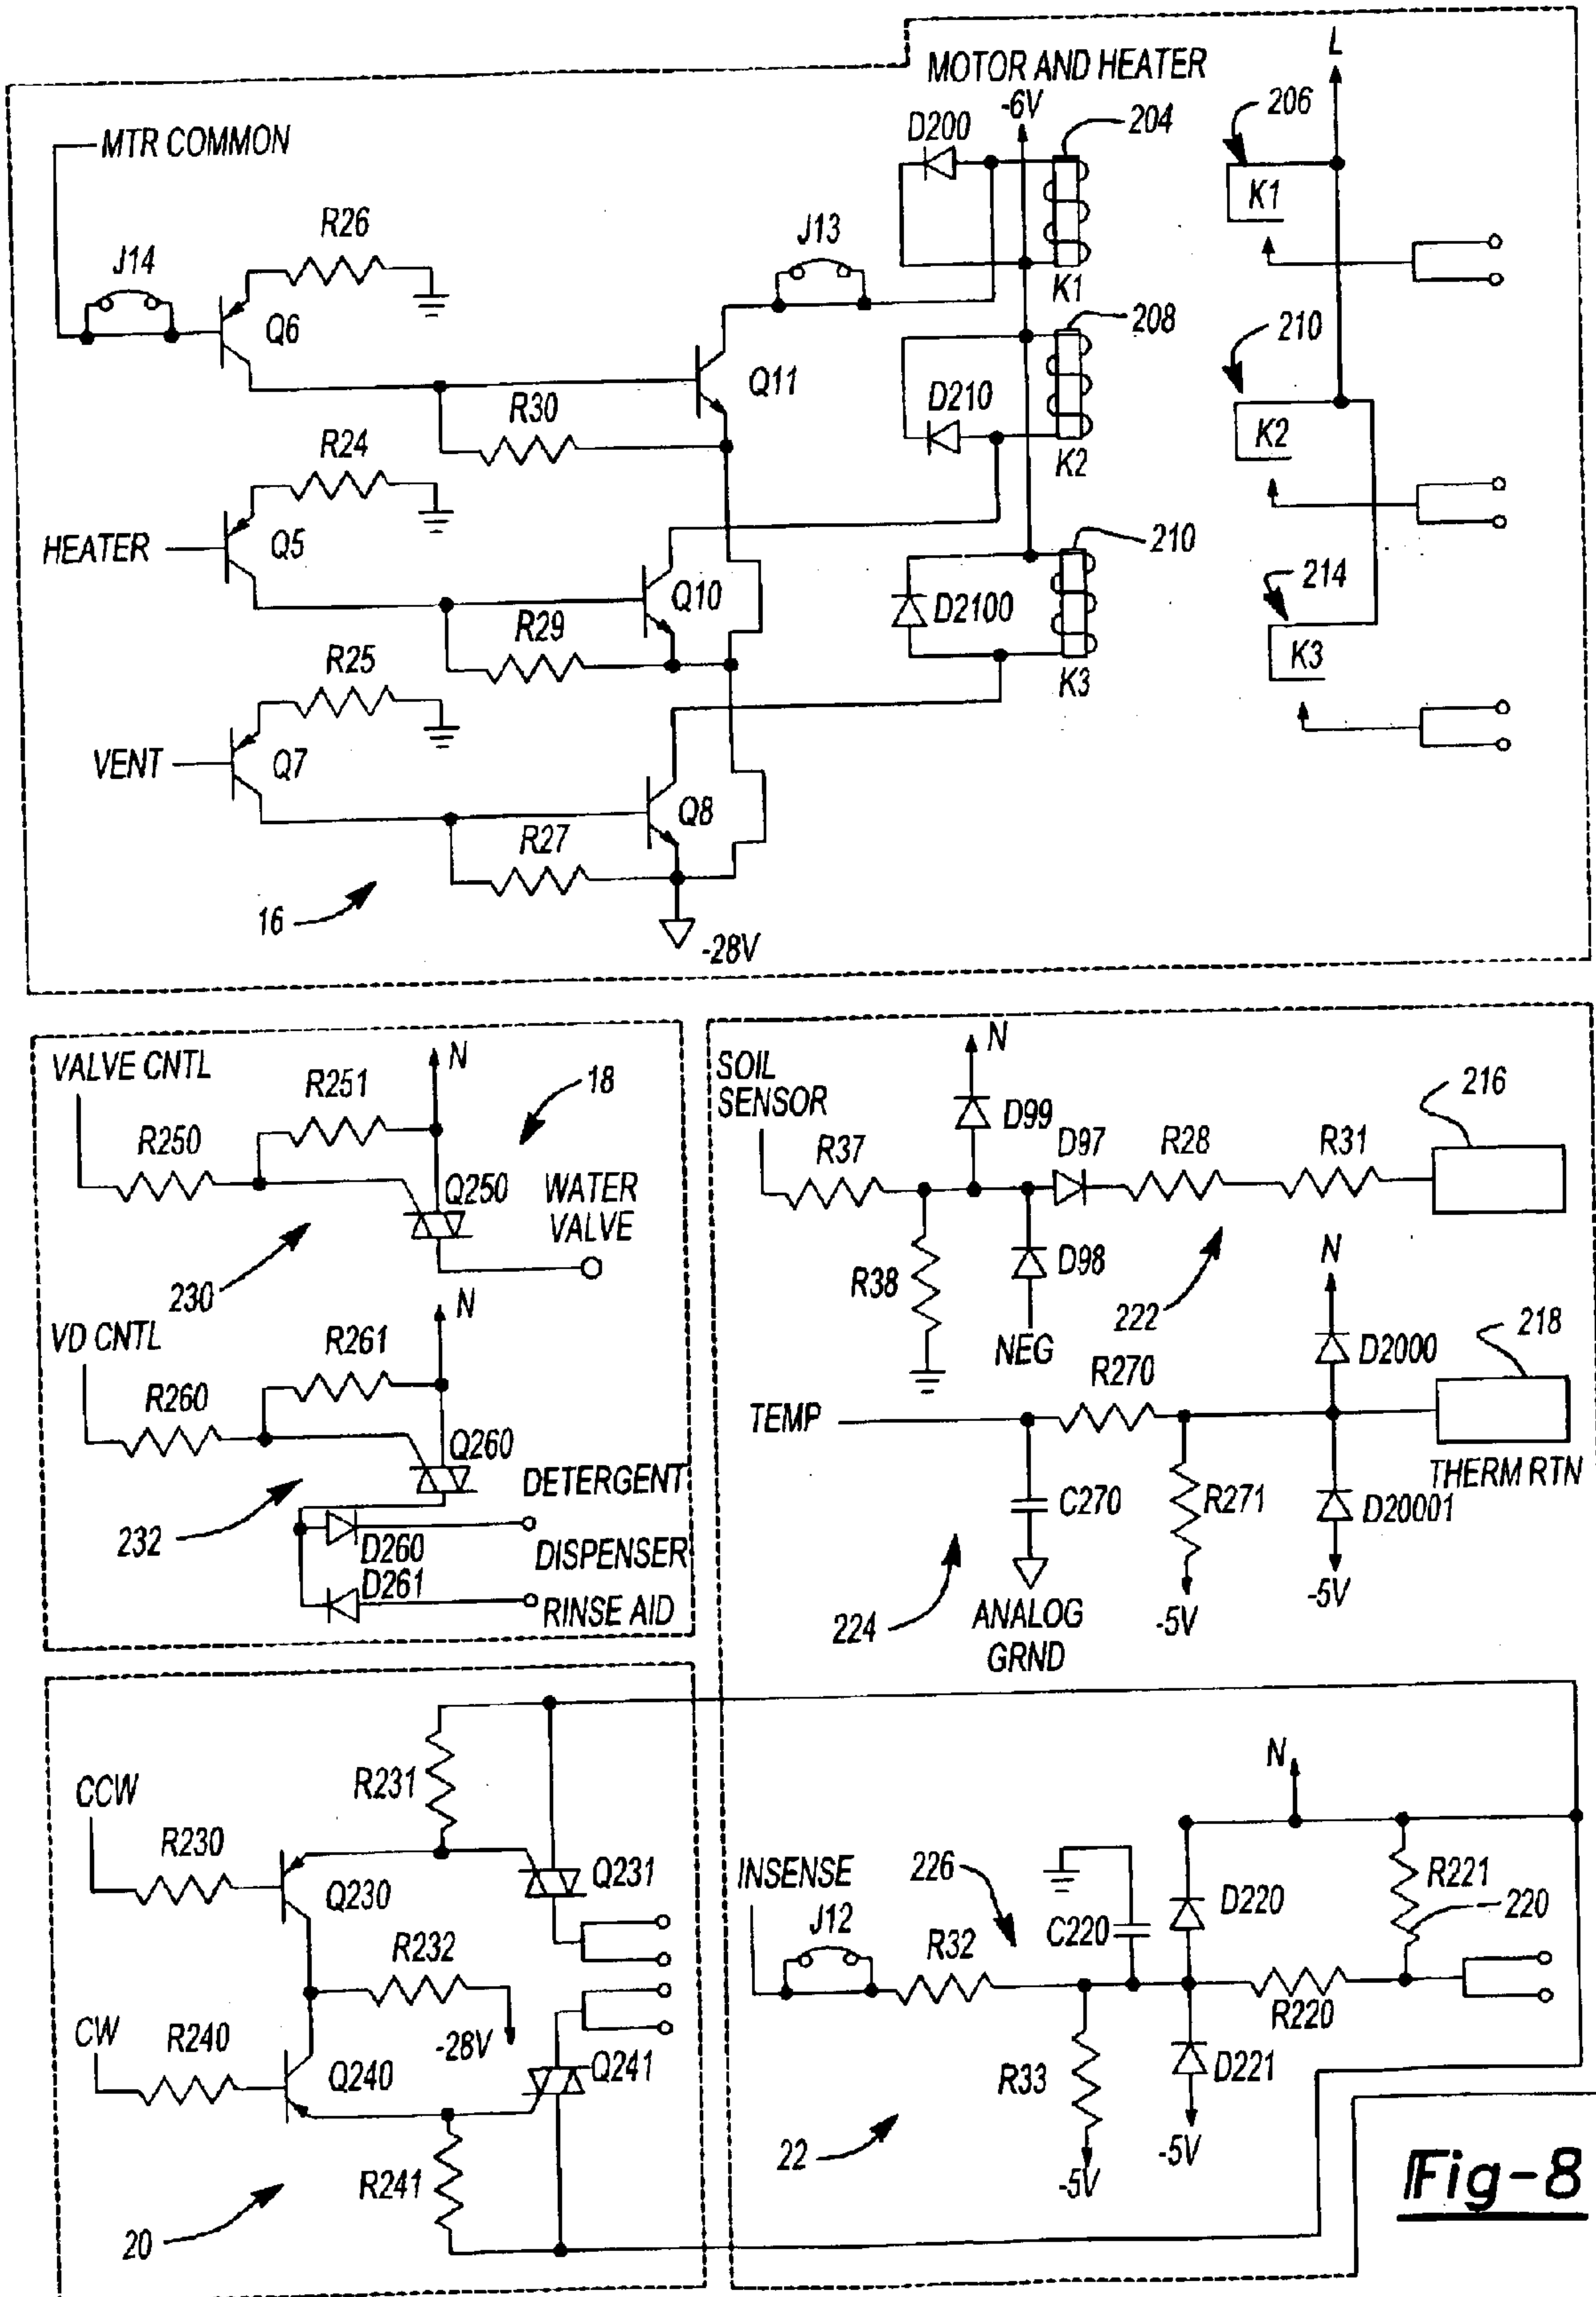 MOTOR AND HEATER
L
-6V
MTR COMMON
D200
204
206
K1
R26
J14
J13
K1
Q6
208
210
Q11
D210
R30
K2
R24
K2
HEATER
Q5
210
214
Q10
D2100
R29
K3
R25
K3
VENT
Q7
Q8
R27
16
-28V
VALVE CNTL
N
R251
18
R250
Q250
WATER
VALVE
230
N
VD CNTL
R261
R260
Q260
DETERGENT
232
D260
DISPENSER
D261
RINSE AID
SOIL
SENSOR
N
216
D99
D97
R28
R31
R37
D98
R38
222
N
NEG
218
D2000
R270
TEMP
THERM RTN
C270
R271
D20001
224
ANALOG
GRND
-5V
-5V
CCW
R231
R230
Q231
Q230
R232
CW
R240
-28V
Q241
Q240
R241
20
N
INSENSE
226
R221
J12
C220
D220
220
R32
R220
R33
D221
22
-5V
-5V
Fig-8